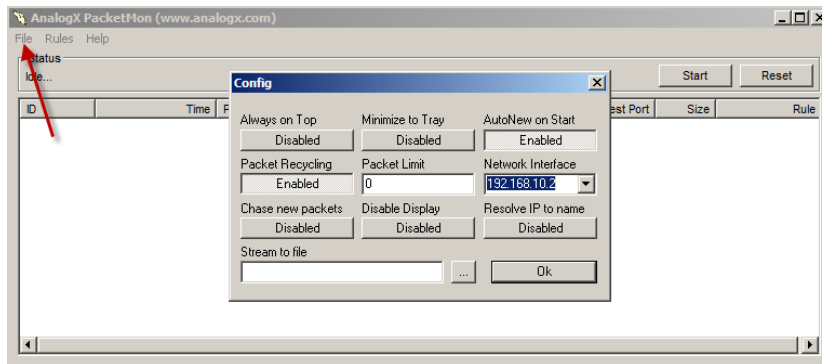 AnalogX PacketMon (www.analogx.com)
File Rules Help
Status
Idle...
Start Reset
Config
ID Time
est Port Size Rule
Always on Top Minimize to Tray AutoNew on Start
Disabled Disabled Enabled
Packet Recycling Packet Limit Network Interface
Enabled 0 192.168.10.2
Chase new packets Disable Display Resolve IP to name
Disabled Disabled Disabled
Stream to file
... Ok